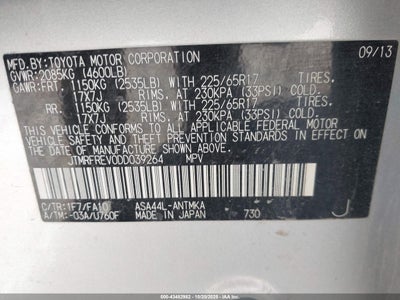 MFD.BY:TOYOTA MOTOR CORPORATION 09/13
GVWR:2085KG (4600LB)
GAWR:FRT. 1150KG (2535LB) WITH 225/65R17 TIRES.
17X7J RIMS. AT 230KPA (33PSI) COLD.
RR. 1150KG (2535LB) WITH 225/65R17 TIRES.
17X7J RIMS. AT 230KPA (33PSI) COLD.
THIS VEHICLE CONFORMS TO ALL APPLICABLE FEDERAL MOTOR
VEHICLE SAFETY, BUMPER, AND THEFT PREVENTION STANDARDS IN
EFFECT ON THE DATE OF MANUFACTURE SHOWN ABOVE.
JTMRFREV0DD039264 MPV
C/TR:1F7/FA10 ASA44L-ANTMKA
A/TM:-03A/U760F MADE IN JAPAN 730 J